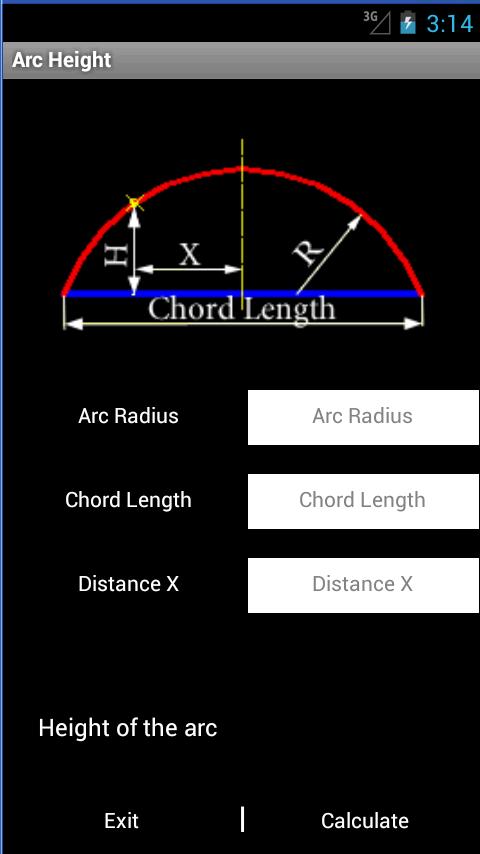 3G 3:14
Arc Height
H X R
Chord Length
Arc Radius Arc Radius
Chord Length Chord Length
Distance X Distance X
Height of the arc
Exit Calculate